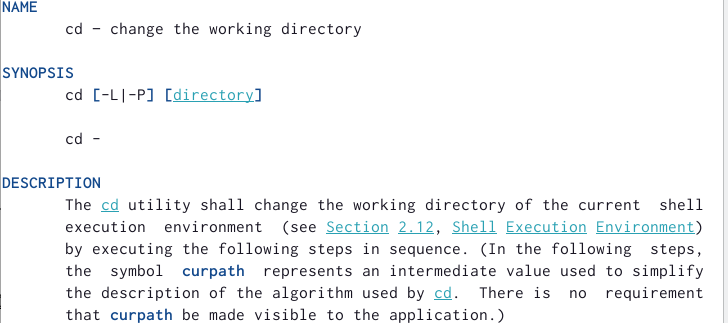 NAME
cd – change the working directory
SYNOPSIS
cd [–L|–P] [directory]
cd –
DESCRIPTION
The cd utility shall change the working directory of the current shell
execution environment (see Section 2.12, Shell Execution Environment)
by executing the following steps in sequence. (In the following steps,
the symbol curpath represents an intermediate value used to simplify
the description of the algorithm used by cd. There is no requirement
that curpath be made visible to the application.)